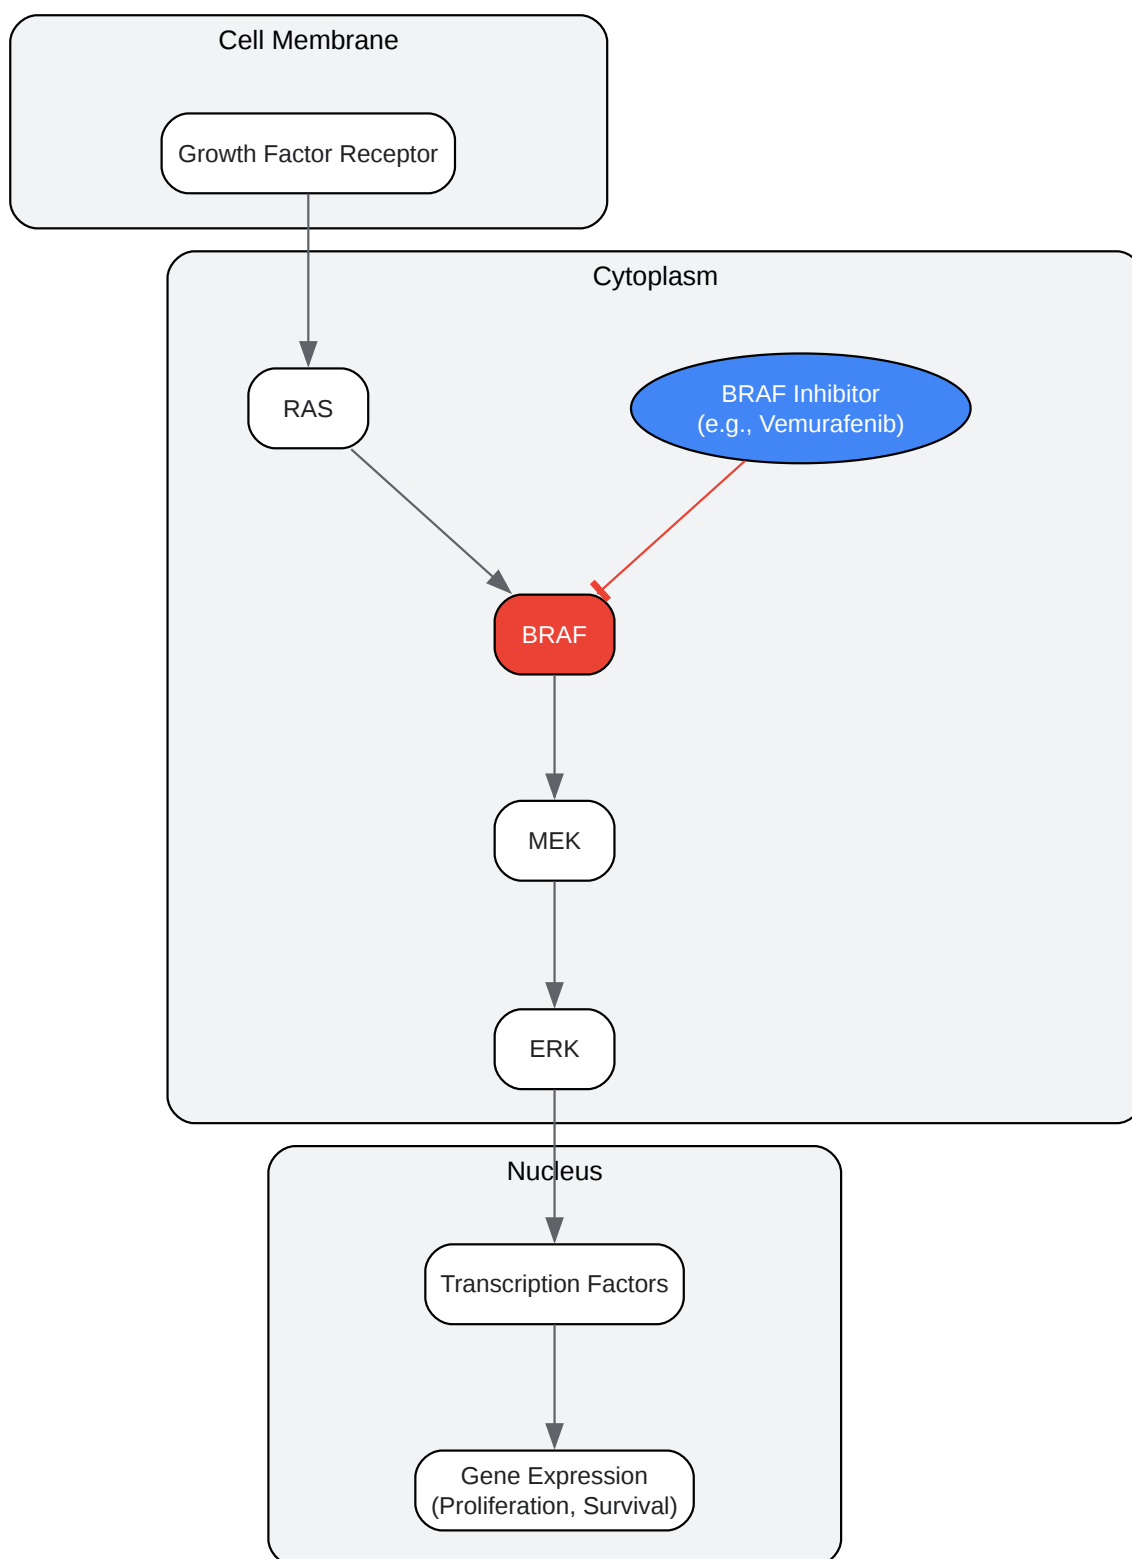 Cell Membrane
Growth Factor Receptor
Cytoplasm
RAS
BRAF Inhibitor
(e.g., Vemurafenib)
BRAF
MEK
ERK
Nucleus
Transcription Factors
Gene Expression
(Proliferation, Survival)